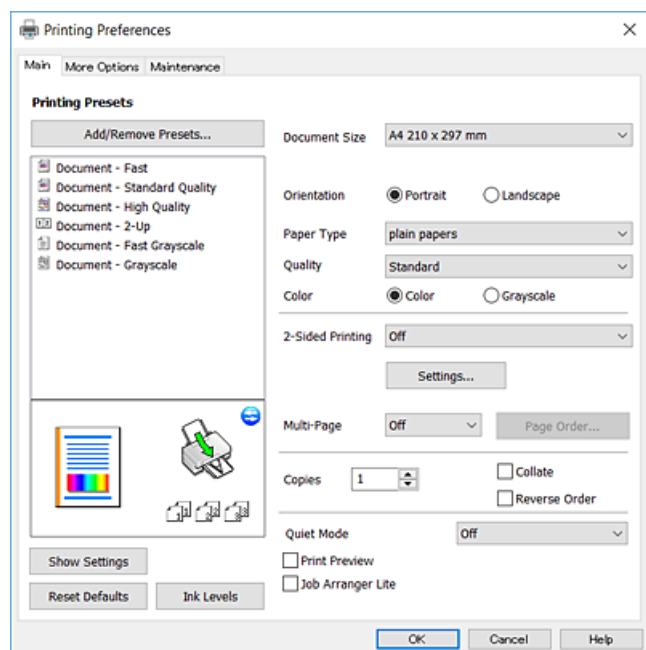 Printing Preferences
Main More Options Maintenance
Printing Presets
Add/Remove Presets...
Document - Fast
Document - Standard Quality
Document - High Quality
Document - 2-Up
Document - Fast Grayscale
Document - Grayscale
Show Settings
Reset Defaults Ink Levels
Document Size A4 210 x 297 mm
Orientation Portrait Landscape
Paper Type plain papers
Quality Standard
Color Color Grayscale
2-Sided Printing Off
Settings...
Multi-Page Off Page Order...
Copies 1 Collate
Reverse Order
Quiet Mode Off
Print Preview
Job Arranger Lite
OK Cancel Help